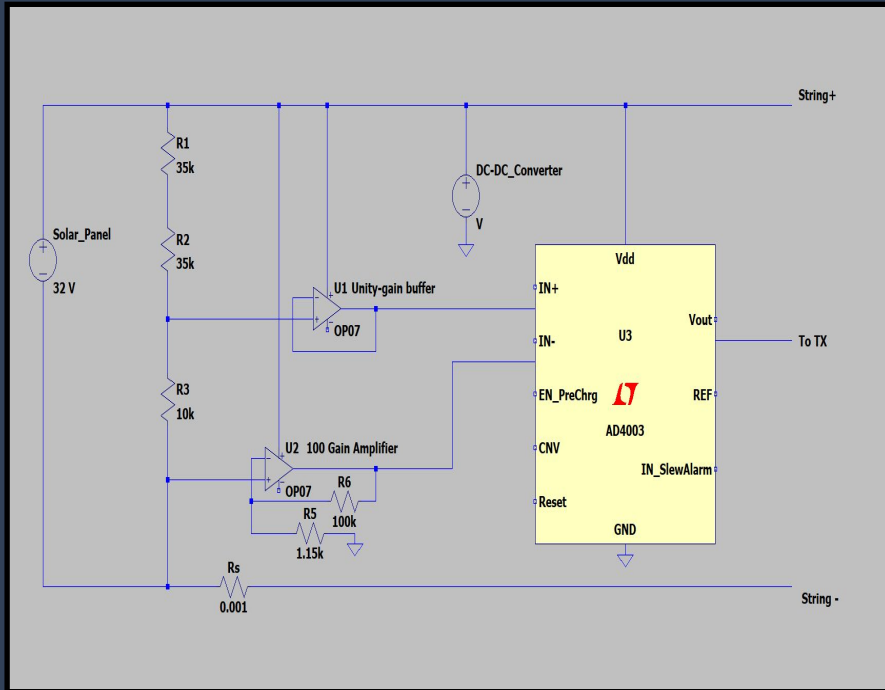 String+
R1
35k
DC-DC_Converter
V
Solar_Panel
32 V
R2
35k
Vdd
U1 Unity-gain buffer
IN+
OP07
Vout
U3
IN-
To TX
R3
10k
EN_PreChrg
REF
AD4003
U2 100 Gain Amplifier
CNV
IN_SlewAlarm
OP07
R6
100k
R5
1.15k
Reset
GND
Rs
0.001
String -